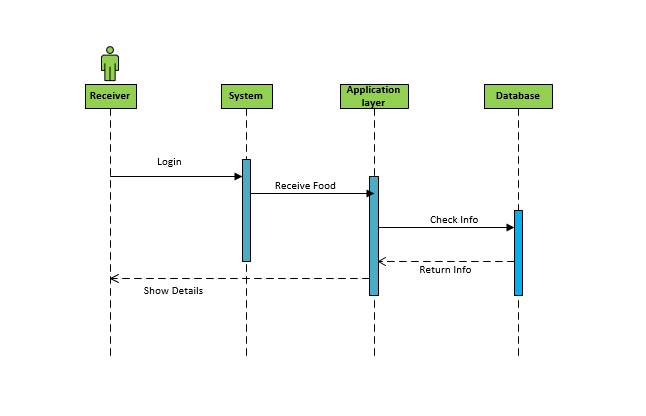 Receiver
System
Application
layer
Database
Login
Receive Food
Check Info
Return Info
Show Details